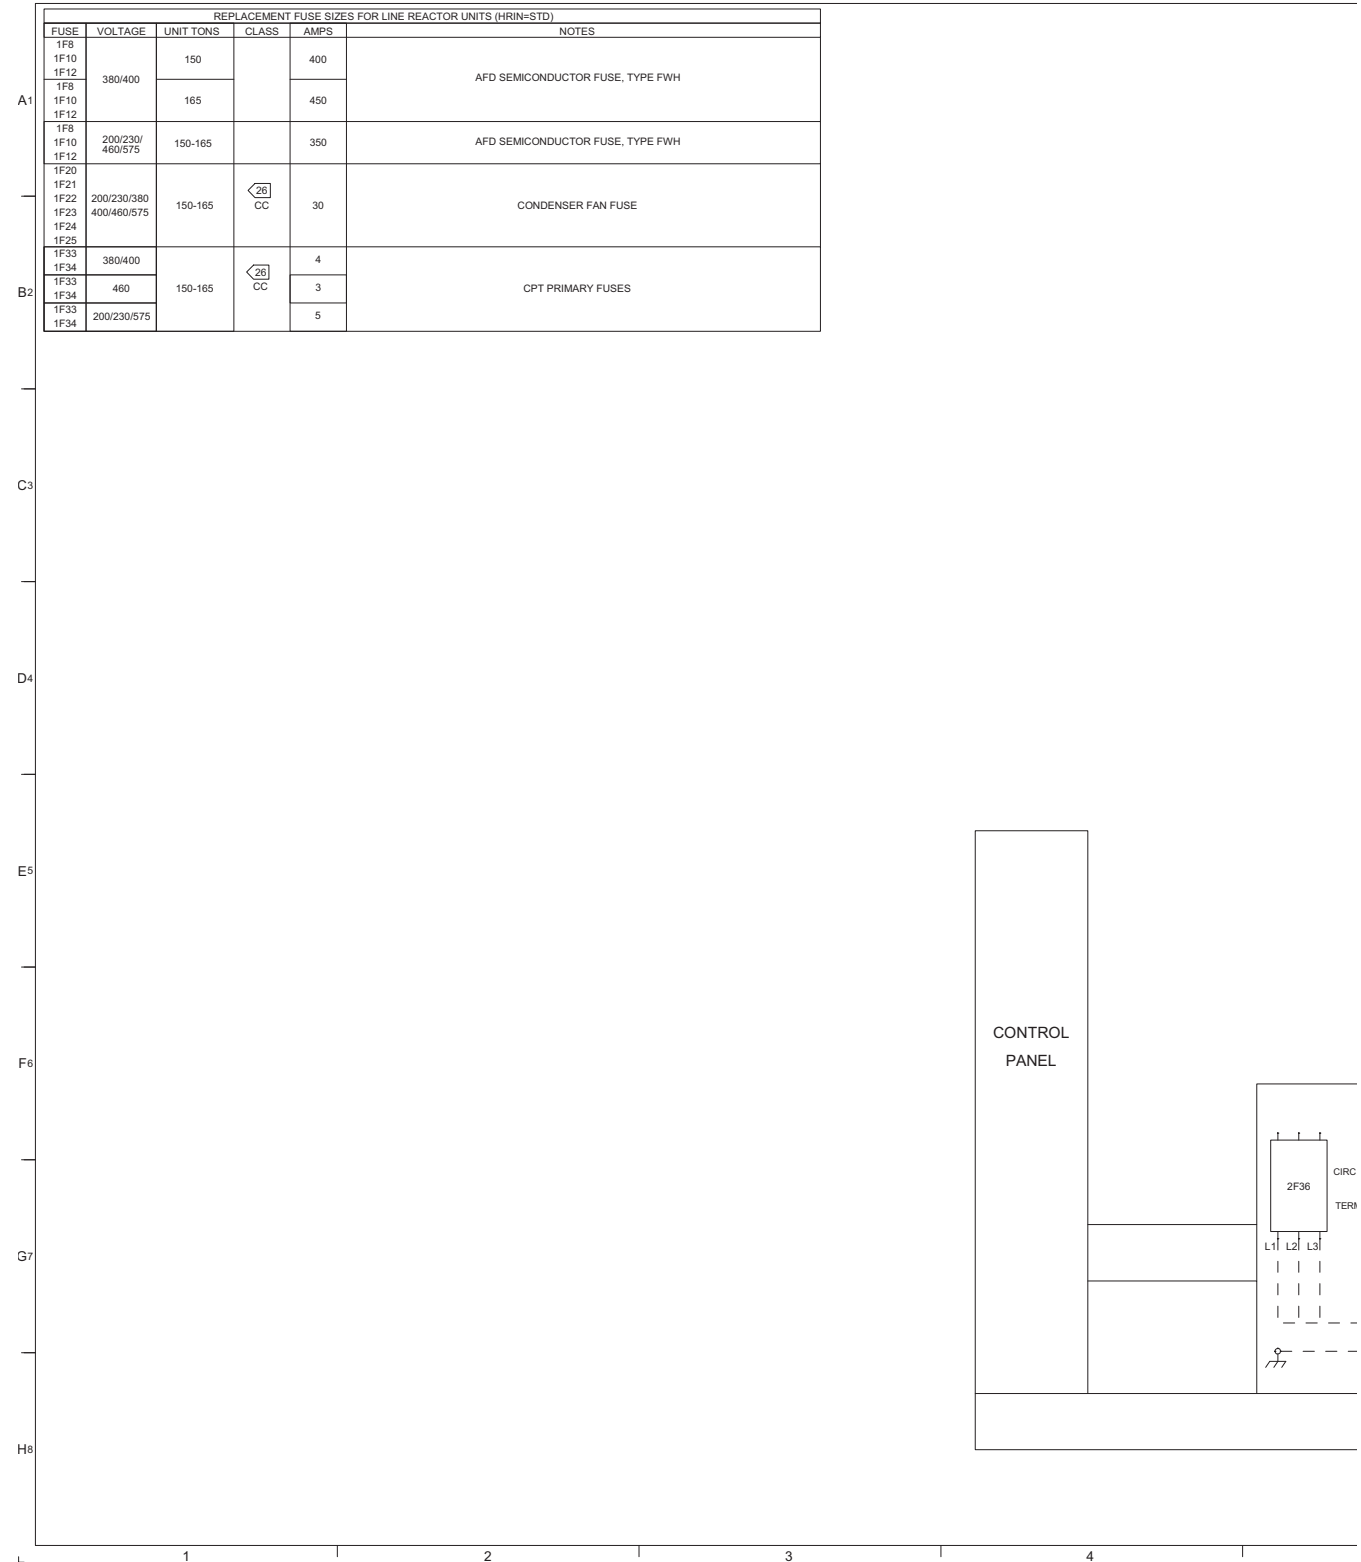 REPLACEMENT FUSE SIZES FOR LINE REACTOR UNITS (HRIN=STD)
FUSE VOLTAGE UNIT TONS CLASS AMPS NOTES
1F8
1F10
1F12
380/400
150
400
AFD SEMICONDUCTOR FUSE, TYPE FWH
1F8
1F10
1F12
165
450
1F8
1F10
1F12
200/230/
460/575
150-165
350
AFD SEMICONDUCTOR FUSE, TYPE FWH
1F20
1F21
1F22
1F23
1F24
1F25
200/230/380
400/460/575
150-165
26
CC
30
CONDENSER FAN FUSE
1F33
1F34
380/400
4
1F33
1F34
460
150-165
26
CC
3
CPT PRIMARY FUSES
1F33
1F34
200/230/575
5
A1
B2
C3
D4
E5
F6
G7
H8
CONTROL
PANEL
2F36
CIRC
TERM
L1 L2 L3
1 2 3 4